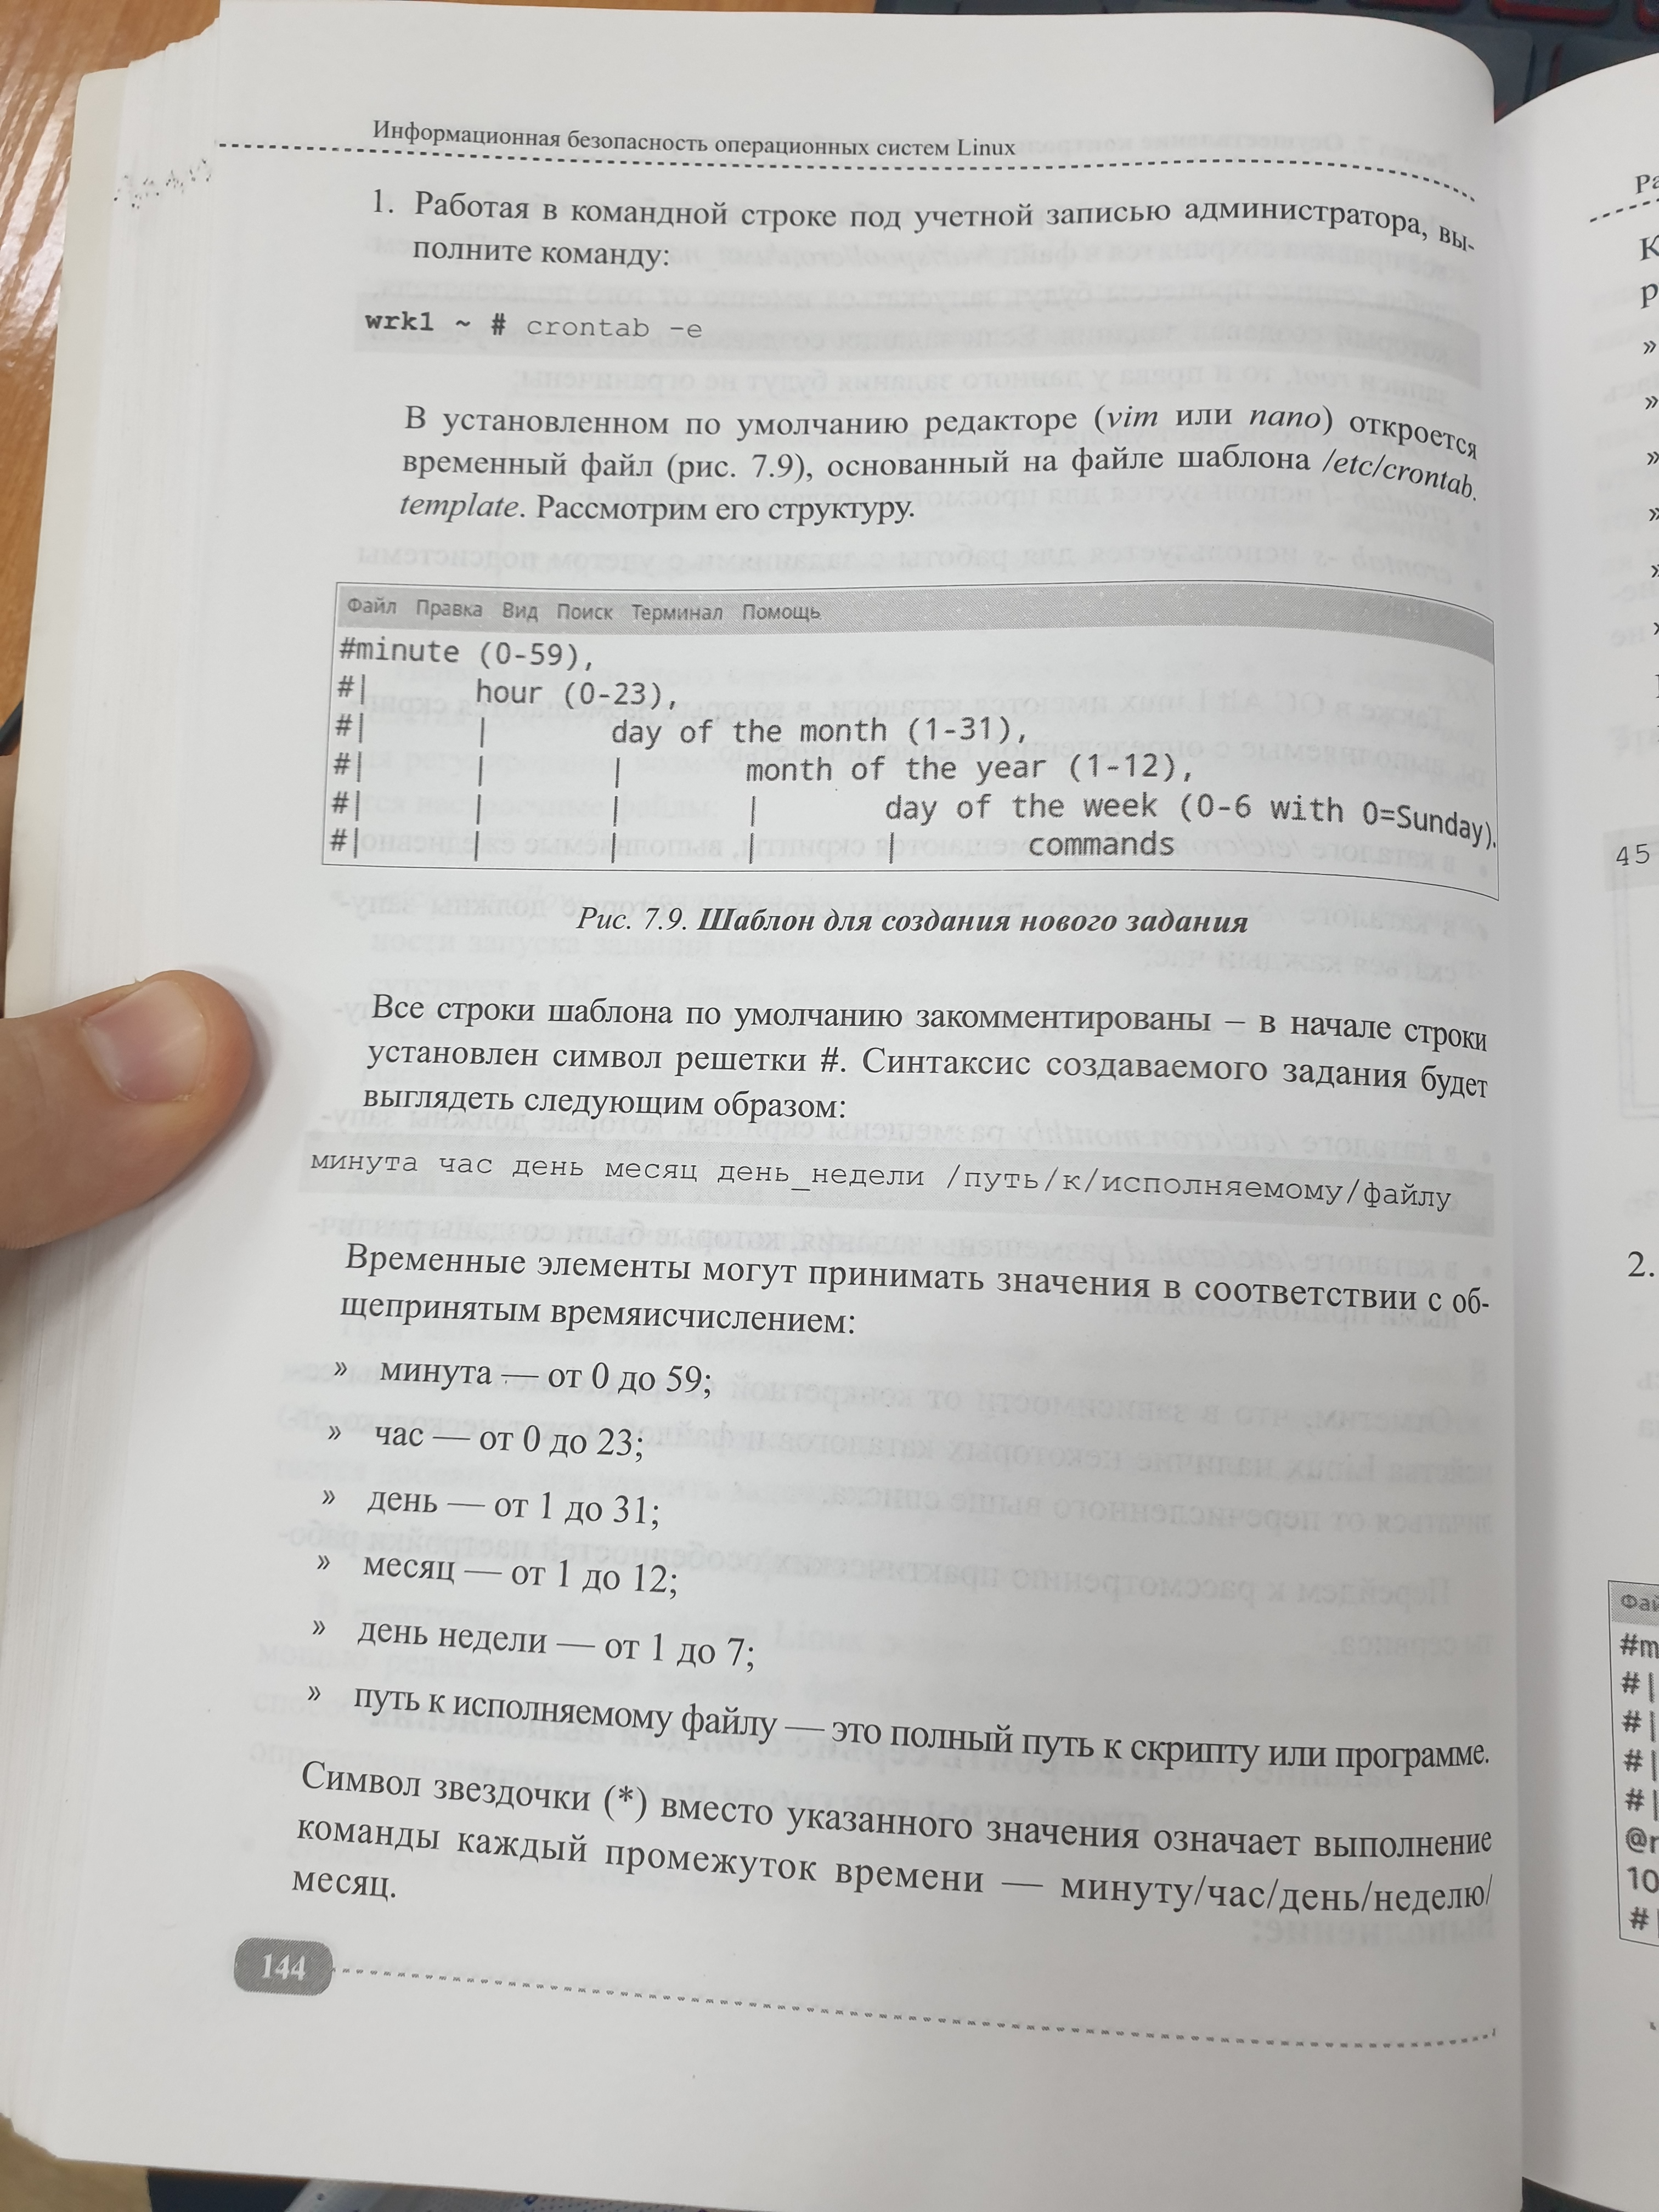 Информационная безопасность операционных систем Linux
1. Работая в командной строке под учетной записью администратора, вы-
полните команду:
wrk1 ~ # crontab -e
В установленном по умолчанию редакторе (vim или nano) откроется
временный файл (рис. 7.9), основанный на файле шаблона /etc/crontab.
template. Рассмотрим его структуру.
Файл Правка Вид Поиск Терминал Помощь
#minute (0-59),
#| hour (0-23),
#| | day of the month (1-31),
#| | | month of the year (1-12),
#| | | | day of the week (0-6 with 0=Sunday).
#| | | | | commands
Рис. 7.9. Шаблон для создания нового задания
Все строки шаблона по умолчанию закомментированы – в начале строки
установлен символ решетки #. Синтаксис создаваемого задания будет
выглядеть следующим образом:
минута час день месяц день_недели /путь/к/исполняемому/файлу
Временные элементы могут принимать значения в соответствии с об-
щепринятым времяисчислением:
» минута — от 0 до 59;
» час — от 0 до 23;
» день — от 1 до 31;
» месяц — от 1 до 12;
» день недели — от 1 до 7;
» путь к исполняемому файлу — это полный путь к скрипту или программе.
Символ звездочки (*) вместо указанного значения означает выполнение
команды каждый промежуток времени — минуту/час/день/неделю/
месяц.
144
45
2.
#m
#|
#|
#|
#|
10
#|